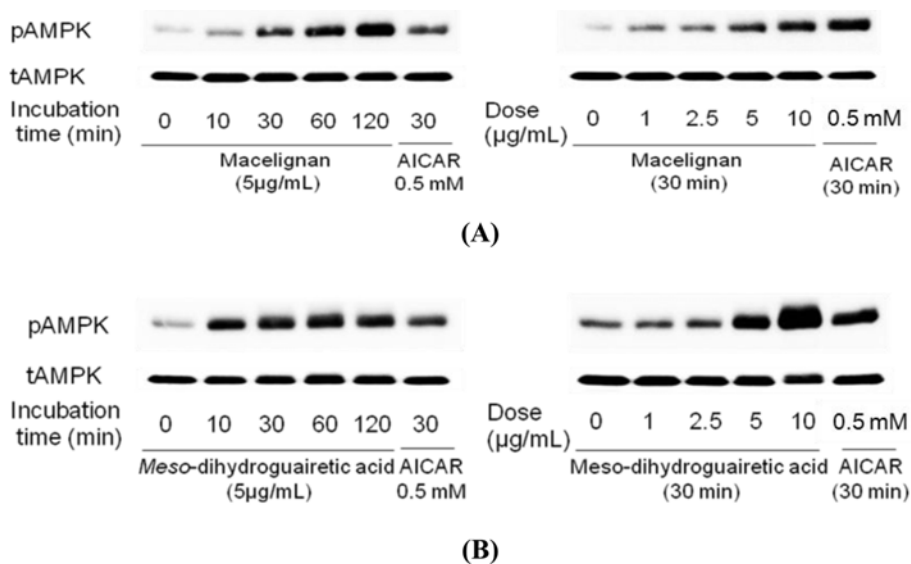 pAMPK
tAMPK
Incubation
time (min)
0 10 30 60 120 30
Macelignan
(5µg/mL)
AICAR
0.5 mM
Dose
(µg/mL)
0 1 2.5 5 10 0.5 mM
Macelignan
(30 min)
AICAR
(30 min)
(A)
pAMPK
tAMPK
Incubation
time (min)
0 10 30 60 120 30
Meso-dihydroguairetic acid
(5µg/mL)
AICAR
0.5 mM
Dose
(µg/mL)
0 1 2.5 5 10 0.5 mM
Meso-dihydroguairetic acid
(30 min)
AICAR
(30 min)
(B)